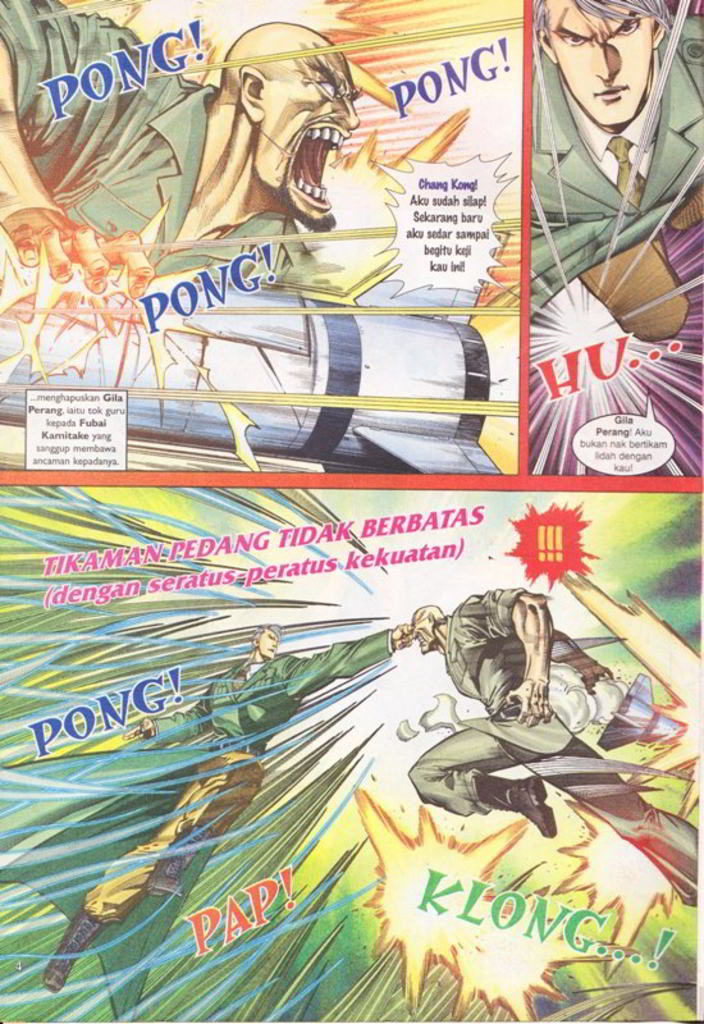 PONG!
PONG!
Chang Kong!
Aku sudah silap!
Sekarang baru
aku sedar sampai
begitu keji
kau ini!
PONG!
...menghapuskan Gila
Perang, iaitu tok guru
kepada Fubai
Kamitake yang
sanggup membawa
ancaman kepadanya.
HU...
Gila
Perang! Aku
bukan nak bertikam
lidah dengan
kau!
TIKAMAN PEDANG TIDAK BERBATAS
(dengan seratus-peratus kekuatan)
!!!
PONG!
PAP!
KLONG...!
4